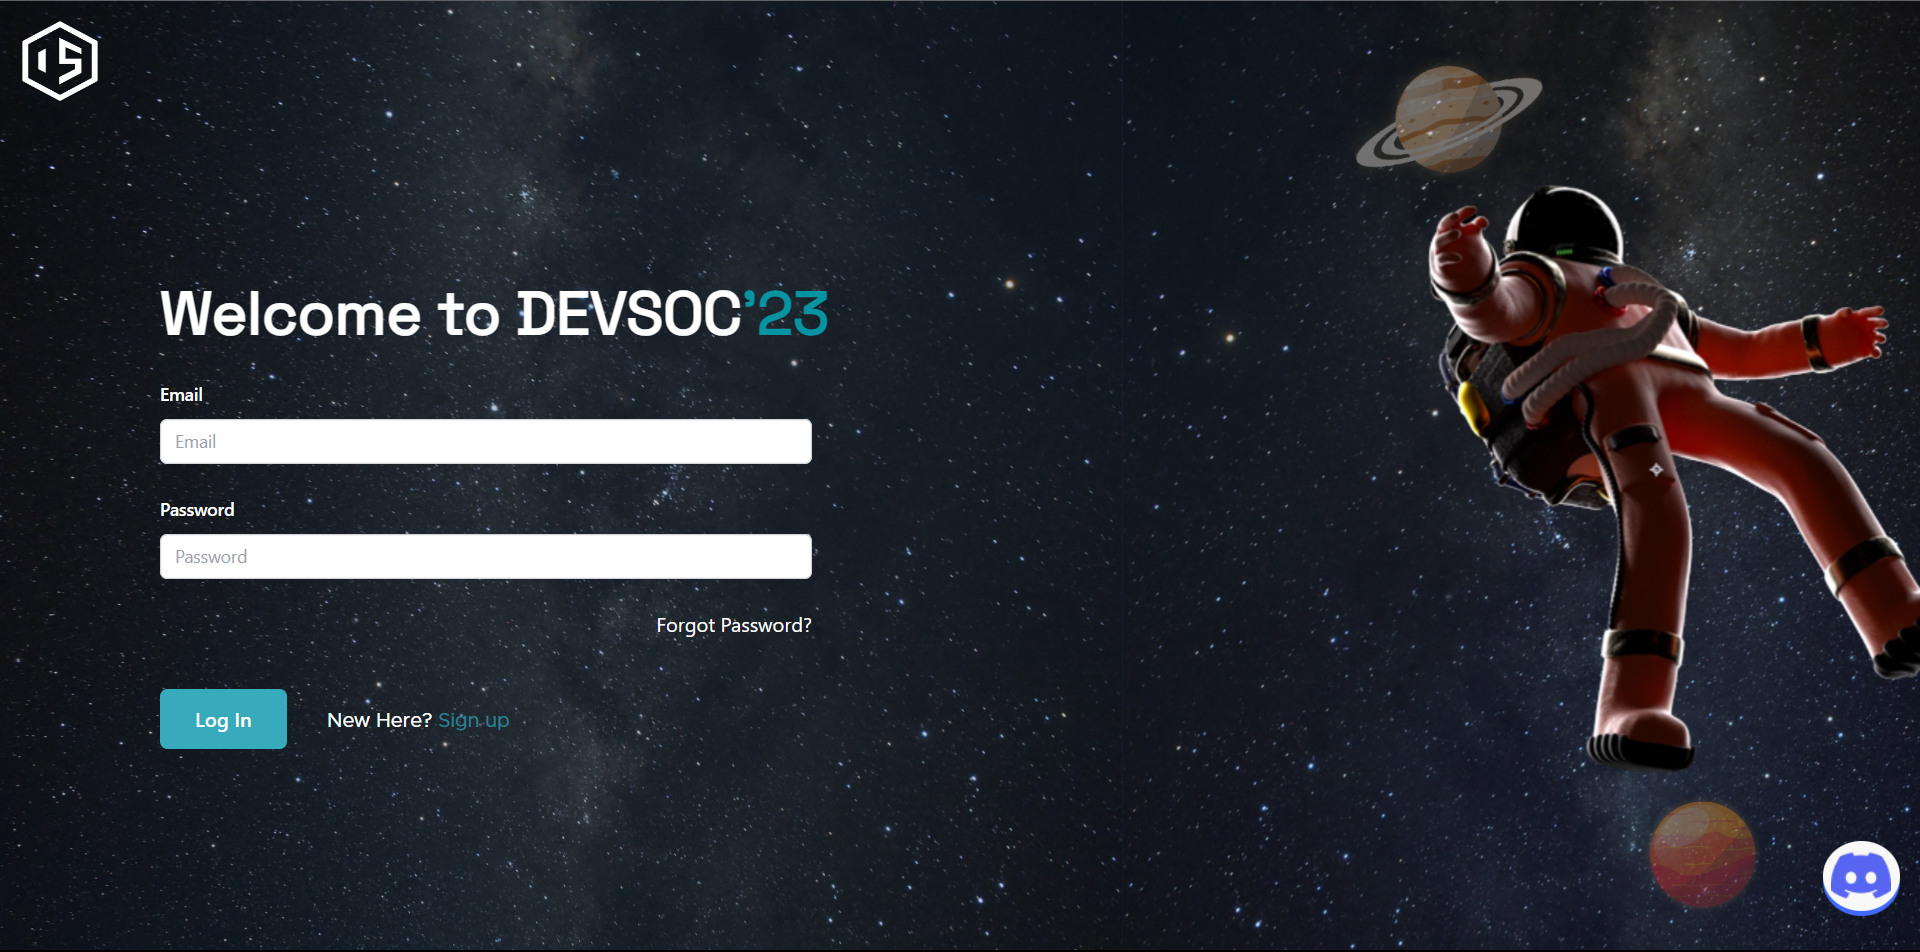 Welcome to DEVSOC'23
Email
Email
Password
Password
Forgot Password?
Log In
New Here? Sign up